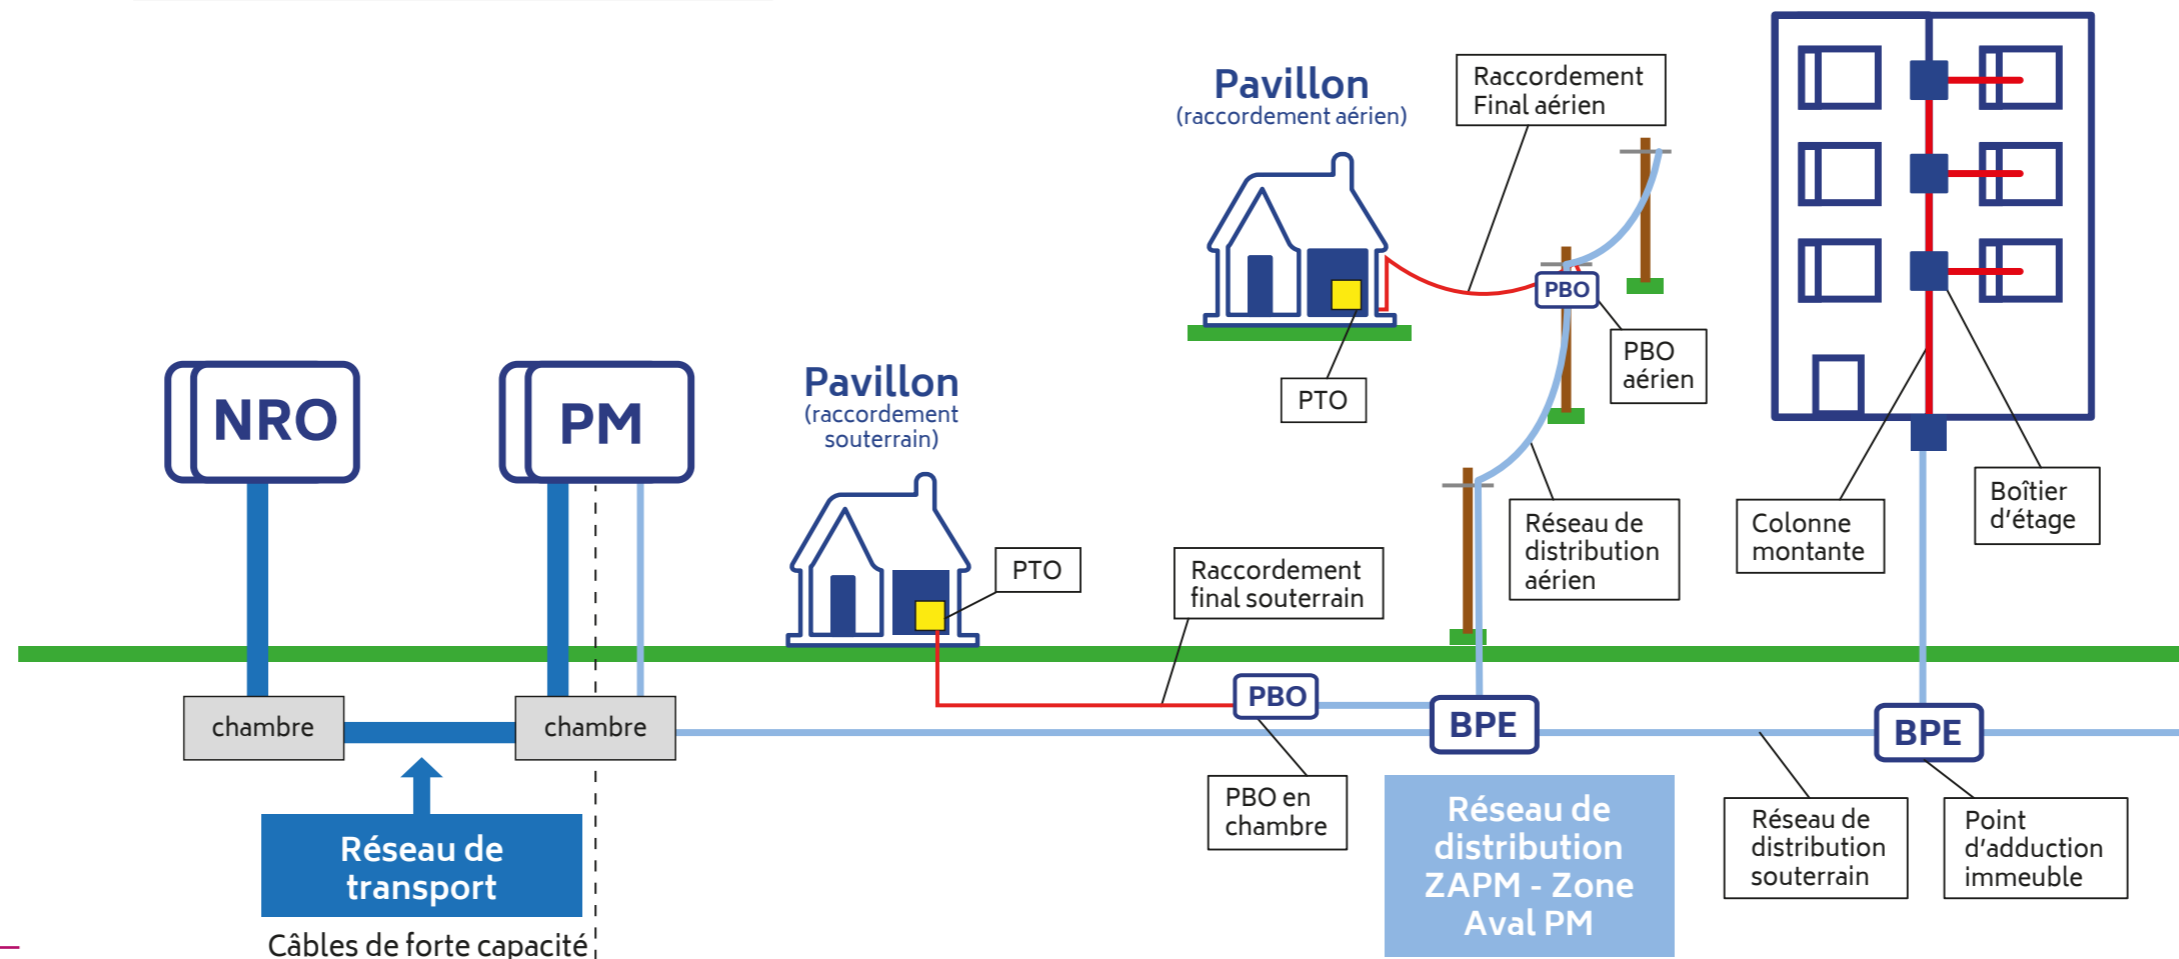 Pavillon
(raccordement aérien)
Raccordement
Final aérien
PBO
PBO
aérien
PTO
NRO
PM
Pavillon
(raccordement
souterrain)
PTO
Raccordement
final souterrain
Réseau de
distribution
aérien
Colonne
montante
Boîtier
d'étage
chambre
chambre
PBO
BPE
BPE
Réseau de
transport
Câbles de forte capacité
PBO en
chambre
Réseau de
distribution
ZAPM - Zone
Aval PM
Réseau de
distribution
souterrain
Point
d'adduction
immeuble